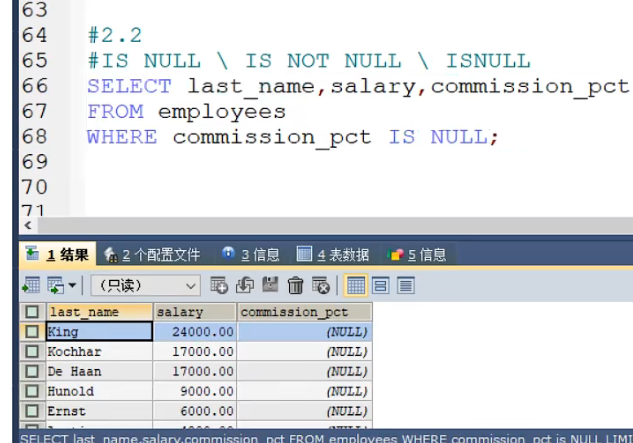 63
64 #2.2
65 #IS NULL \ IS NOT NULL \ ISNULL
66 SELECT last_name,salary,commission_pct
67 FROM employees
68 WHERE commission_pct IS NULL;
69
70
71
1 结果 2 个配置文件 3 信息 4 表数据 5 信息
(只读)
last_name salary commission_pct
King 24000.00 (NULL)
Kochhar 17000.00 (NULL)
De Haan 17000.00 (NULL)
Hunold 9000.00 (NULL)
Ernst 6000.00 (NULL)
SELECT last_name,salary,commission_pct FROM employees WHERE commission_pct is NULL